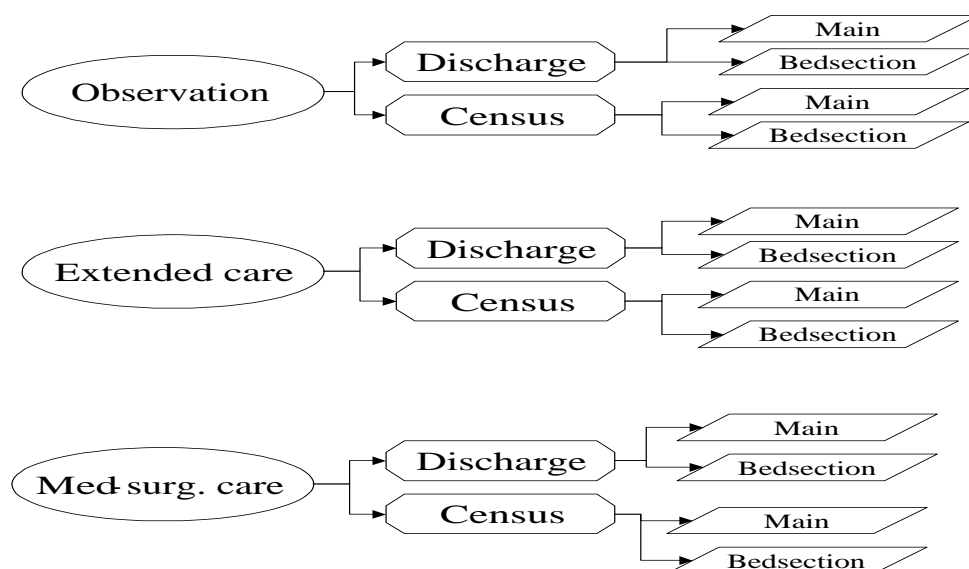 Observation
Discharge
Main
Bedsection
Census
Main
Bedsection
Extended care
Discharge
Main
Bedsection
Census
Main
Bedsection
Med-surg. care
Discharge
Main
Bedsection
Census
Main
Bedsection